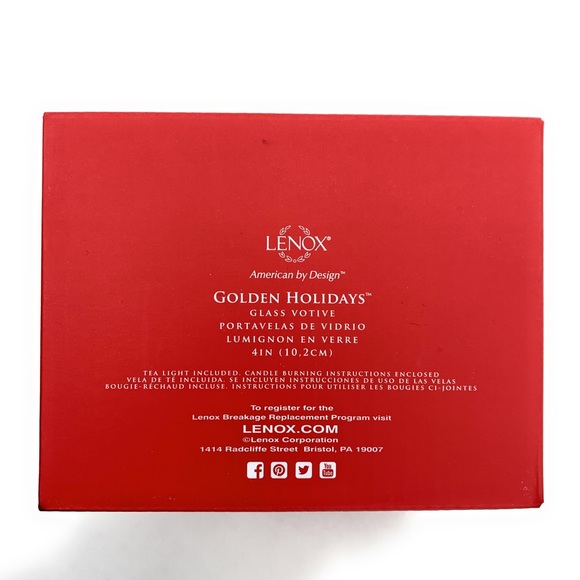 LENOX®
American by Design™
GOLDEN HOLIDAYS™
GLASS VOTIVE
PORTAVELAS DE VIDRIO
LUMIGNON EN VERRE
4IN (10.2CM)
TEA LIGHT INCLUDED. CANDLE BURNING INSTRUCTIONS ENCLOSED
VELA DE TÉ INCLUIDA. SE INCLUYEN INSTRUCCIONES DE USO DE LAS VELAS
BOUGIE-RÉCHAUD INCLUSE. INSTRUCTIONS POUR UTILISER LES BOUGIES CI-JOINTES
To register for the
Lenox Breakage Replacement Program visit
LENOX.COM
©Lenox Corporation
1414 Radcliffe Street Bristol, PA 19007
You Tube